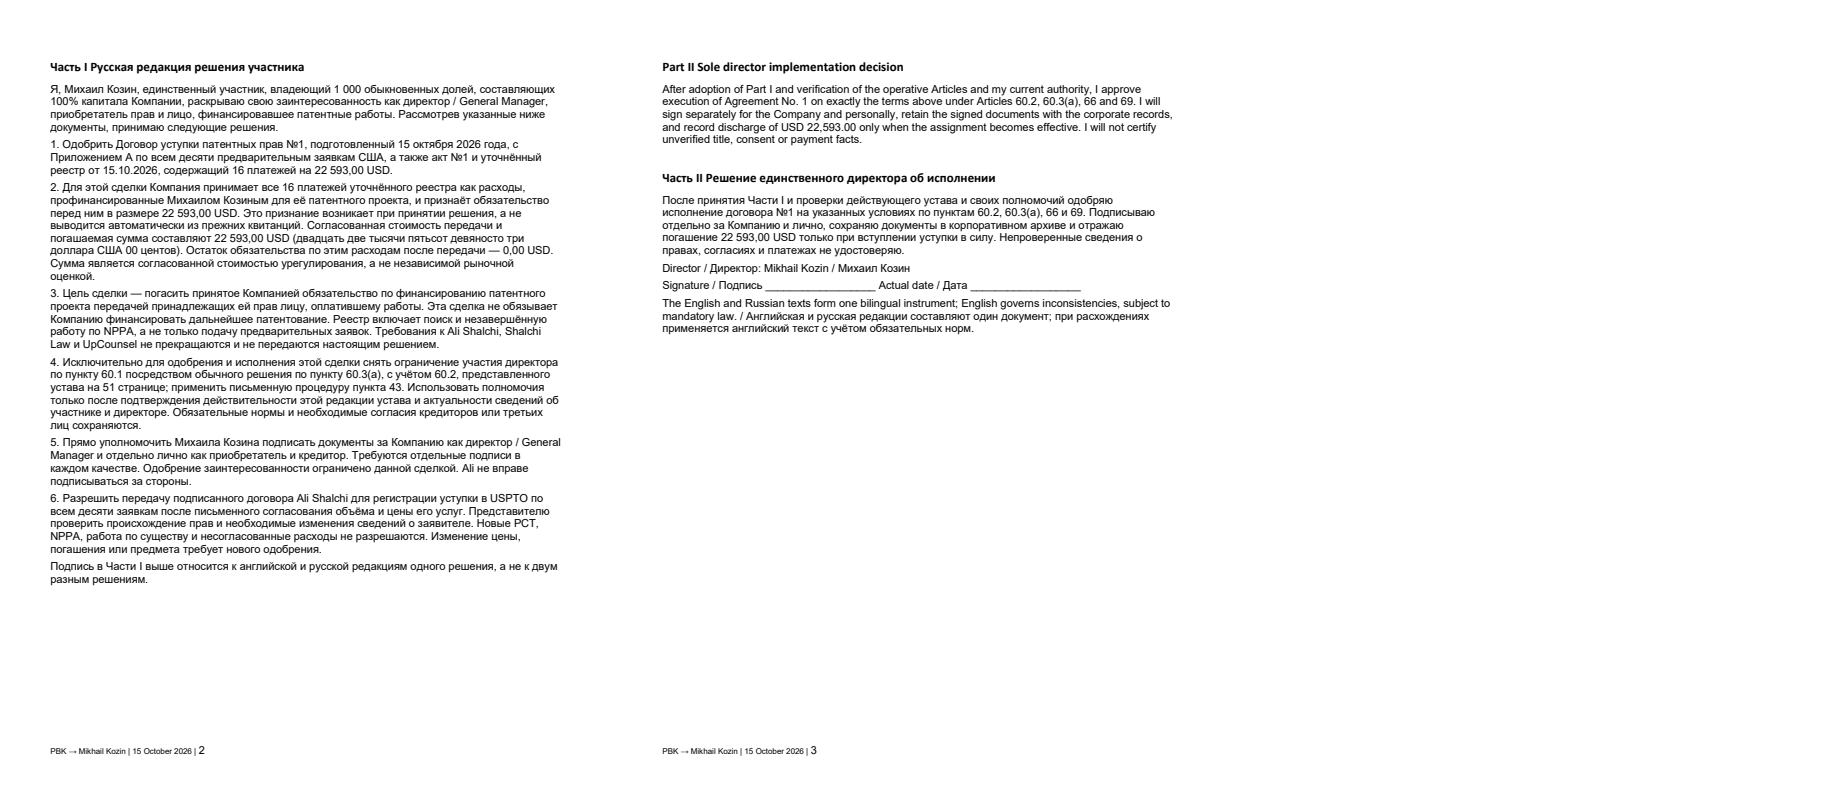 Часть I Русская редакция решения участника
Я, Михаил Козин, единственный участник, владеющий 1 000 обыкновенных долей, составляющих
100% капитала Компании, раскрываю свою заинтересованность как директор / General Manager,
приобретатель прав и лицо, финансировавшее патентные работы. Рассмотрев указанные ниже
документы, принимаю следующие решения.
1. Одобрить Договор уступки патентных прав №1, подготовленный 15 октября 2026 года, с
Приложением А по всем десяти предварительным заявкам США, а также акт №1 и уточнённый
реестр от 15.10.2026, содержащий 16 платежей на 22 593,00 USD.
2. Для этой сделки Компания принимает все 16 платежей уточнённого реестра как расходы,
профинансированные Михаилом Козиным для её патентного проекта, и признаёт обязательство
перед ним в размере 22 593,00 USD. Это признание возникает при принятии решения, а не
выводится автоматически из прежних квитанций. Согласованная стоимость передачи и
погашаемая сумма составляют 22 593,00 USD (двадцать две тысячи пятьсот девяносто три
доллара США 00 центов). Остаток обязательства по этим расходам после передачи — 0,00 USD.
Сумма является согласованной стоимостью урегулирования, а не независимой рыночной
оценкой.
3. Цель сделки — погасить принятое Компанией обязательство по финансированию патентного
проекта передачей принадлежащих ей прав лицу, оплатившему работы. Эта сделка не обязывает
Компанию финансировать дальнейшее патентование. Реестр включает поиск и незавершённую
работу по NPPA, а не только подачу предварительных заявок. Требования к Ali Shalchi, Shalchi
Law и UpCounsel не прекращаются и не передаются настоящим решением.
4. Исключительно для одобрения и исполнения этой сделки снять ограничение участия директора
по пункту 60.1 посредством обычного решения по пункту 60.3(a), с учётом 60.2, представленного
устава на 51 странице; применить письменную процедуру пункта 43. Использовать полномочия
только после подтверждения действительности этой редакции устава и актуальности сведений об
участнике и директоре. Обязательные нормы и необходимые согласия кредиторов или третьих
лиц сохраняются.
5. Прямо уполномочить Михаила Козина подписать документы за Компанию как директор / General
Manager и отдельно лично как приобретатель и кредитор. Требуются отдельные подписи в
каждом качестве. Одобрение заинтересованности ограничено данной сделкой. Ali не вправе
подписываться за стороны.
6. Разрешить передачу подписанного договора Ali Shalchi для регистрации уступки в USPTO по
всем десяти заявкам после письменного согласования объёма и цены его услуг. Представителю
проверить происхождение прав и необходимые изменения сведений о заявителе. Новые PCT,
NPPA, работа по существу и несогласованные расходы не разрешаются. Изменение цены,
погашения или предмета требует нового одобрения.
Подпись в Части I выше относится к английской и русской редакциям одного решения, а не к двум
разным решениям.
PBK → Mikhail Kozin | 15 October 2026 | 2
Part II Sole director implementation decision
After adoption of Part I and verification of the operative Articles and my current authority, I approve
execution of Agreement No. 1 on exactly the terms above under Articles 60.2, 60.3(a), 66 and 69. I will
sign separately for the Company and personally, retain the signed documents with the corporate records,
and record discharge of USD 22,593.00 only when the assignment becomes effective. I will not certify
unverified title, consent or payment facts.
Часть II Решение единственного директора об исполнении
После принятия Части I и проверки действующего устава и своих полномочий одобряю
исполнение договора №1 на указанных условиях по пунктам 60.2, 60.3(a), 66 и 69. Подписываю
отдельно за Компанию и лично, сохраняю документы в корпоративном архиве и отражаю
погашение 22 593,00 USD только при вступлении уступки в силу. Непроверенные сведения о
правах, согласиях и платежах не удостоверяю.
Director / Директор: Mikhail Kozin / Михаил Козин
Signature / Подпись __________________ Actual date / Дата __________________
The English and Russian texts form one bilingual instrument; English governs inconsistencies, subject to
mandatory law. / Английская и русская редакции составляют один документ; при расхождениях
применяется английский текст с учётом обязательных норм.
PBK → Mikhail Kozin | 15 October 2026 | 3